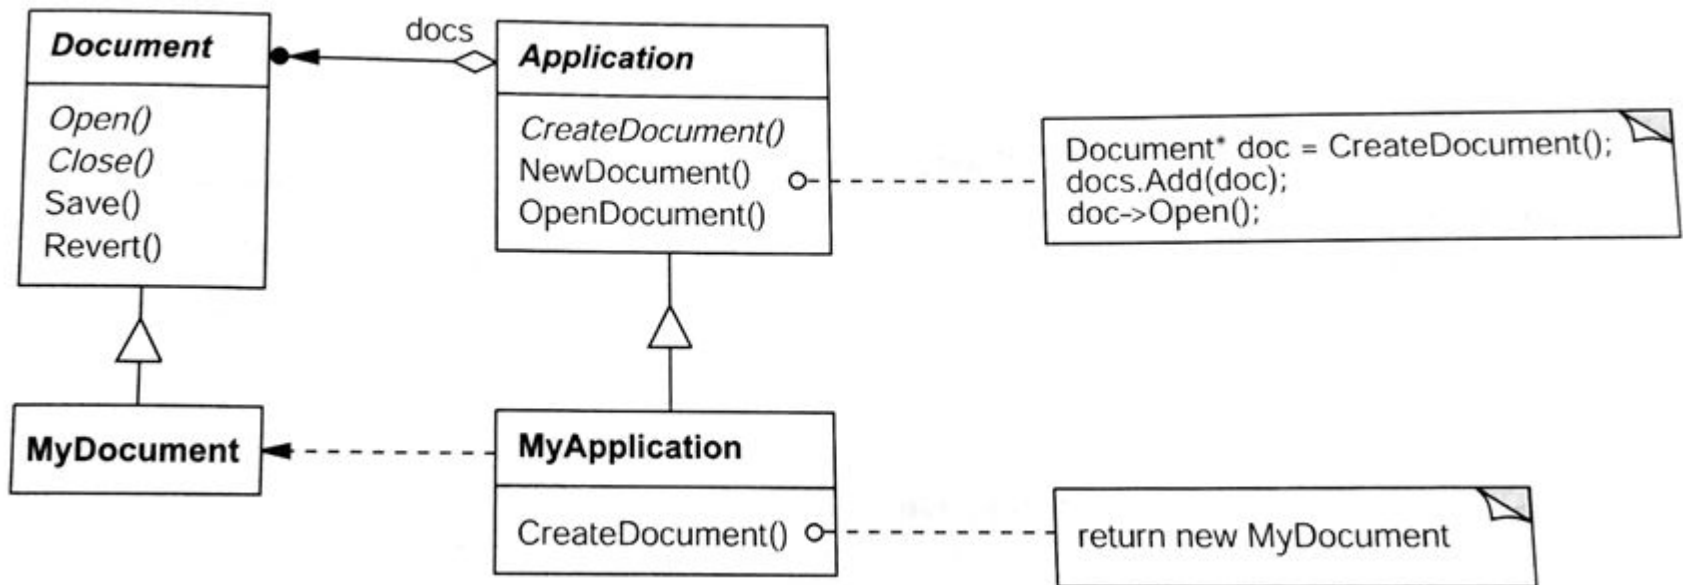 Document
Open()
Close()
Save()
Revert()
docs
Application
CreateDocument()
NewDocument()
OpenDocument()
Document* doc = CreateDocument();
docs.Add(doc);
doc->Open();
MyDocument
MyApplication
CreateDocument()
return new MyDocument